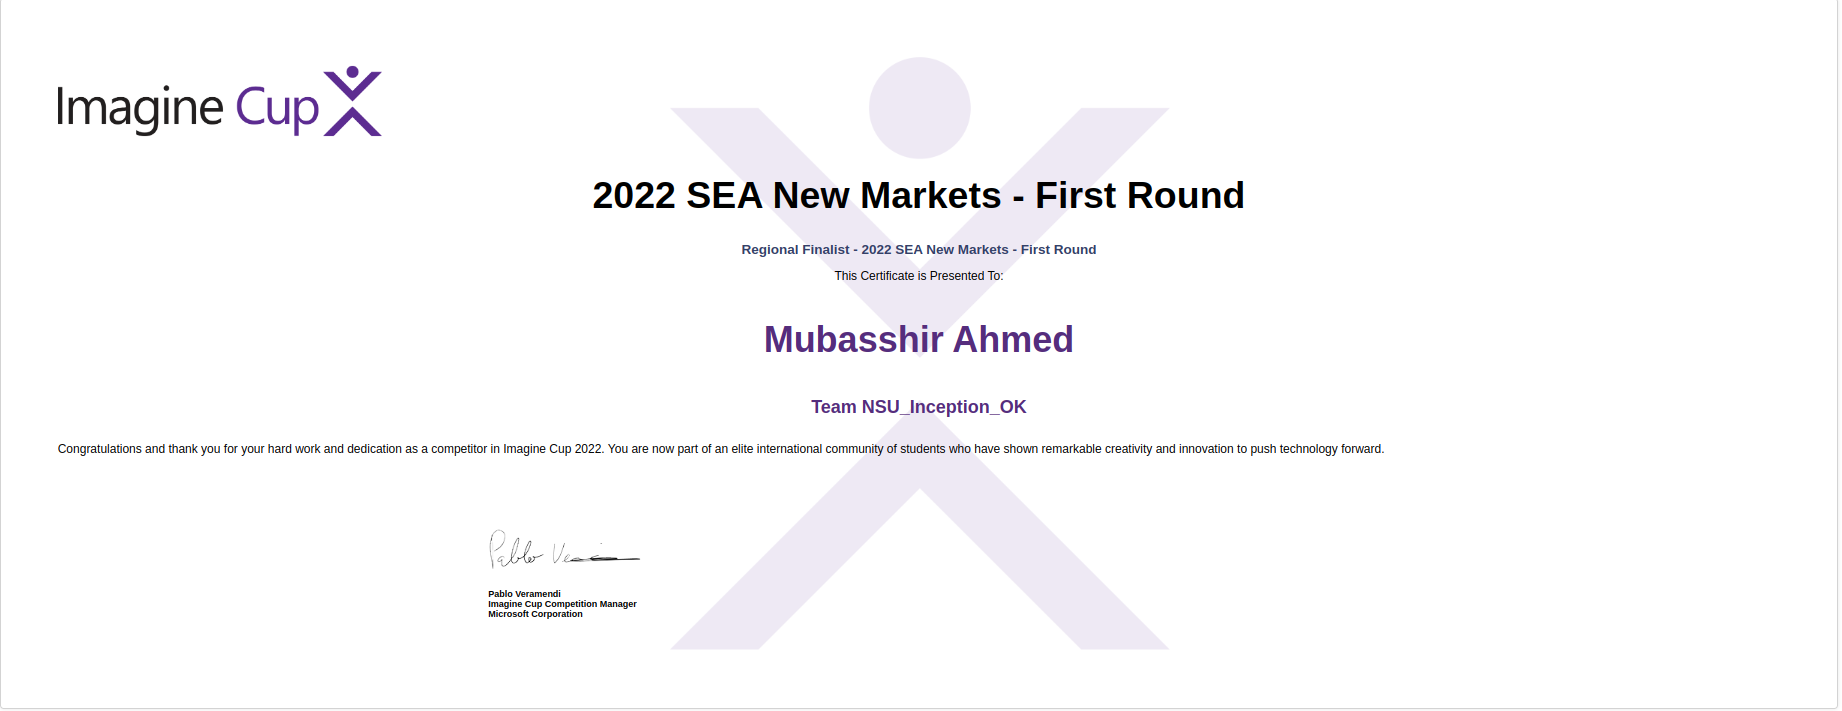 Imagine Cup
2022 SEA New Markets - First Round
Regional Finalist - 2022 SEA New Markets - First Round
This Certificate is Presented To:
Mubasshir Ahmed
Team NSU_Inception_OK
Congratulations and thank you for your hard work and dedication as a competitor in Imagine Cup 2022. You are now part of an elite international community of students who have shown remarkable creativity and innovation to push technology forward.
Pablo Vera
Pablo Veramendi
Imagine Cup Competition Manager
Microsoft Corporation